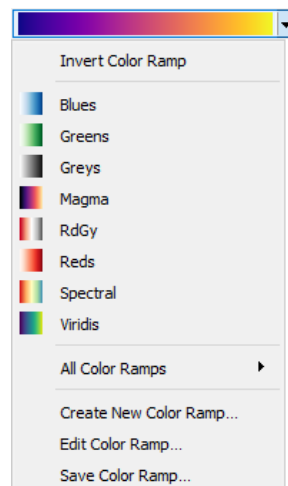 Invert Color Ramp
Blues
Greens
Greys
Magma
RdGy
Reds
Spectral
Viridis
All Color Ramps
Create New Color Ramp...
Edit Color Ramp...
Save Color Ramp...